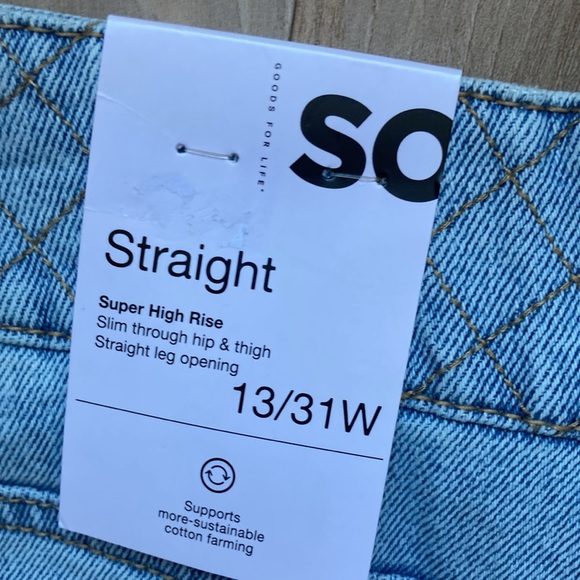 GOODS FOR LIFE
SO
Straight
Super High Rise
Slim through hip & thigh
Straight leg opening
13/31W
Supports
more-sustainable
cotton farming